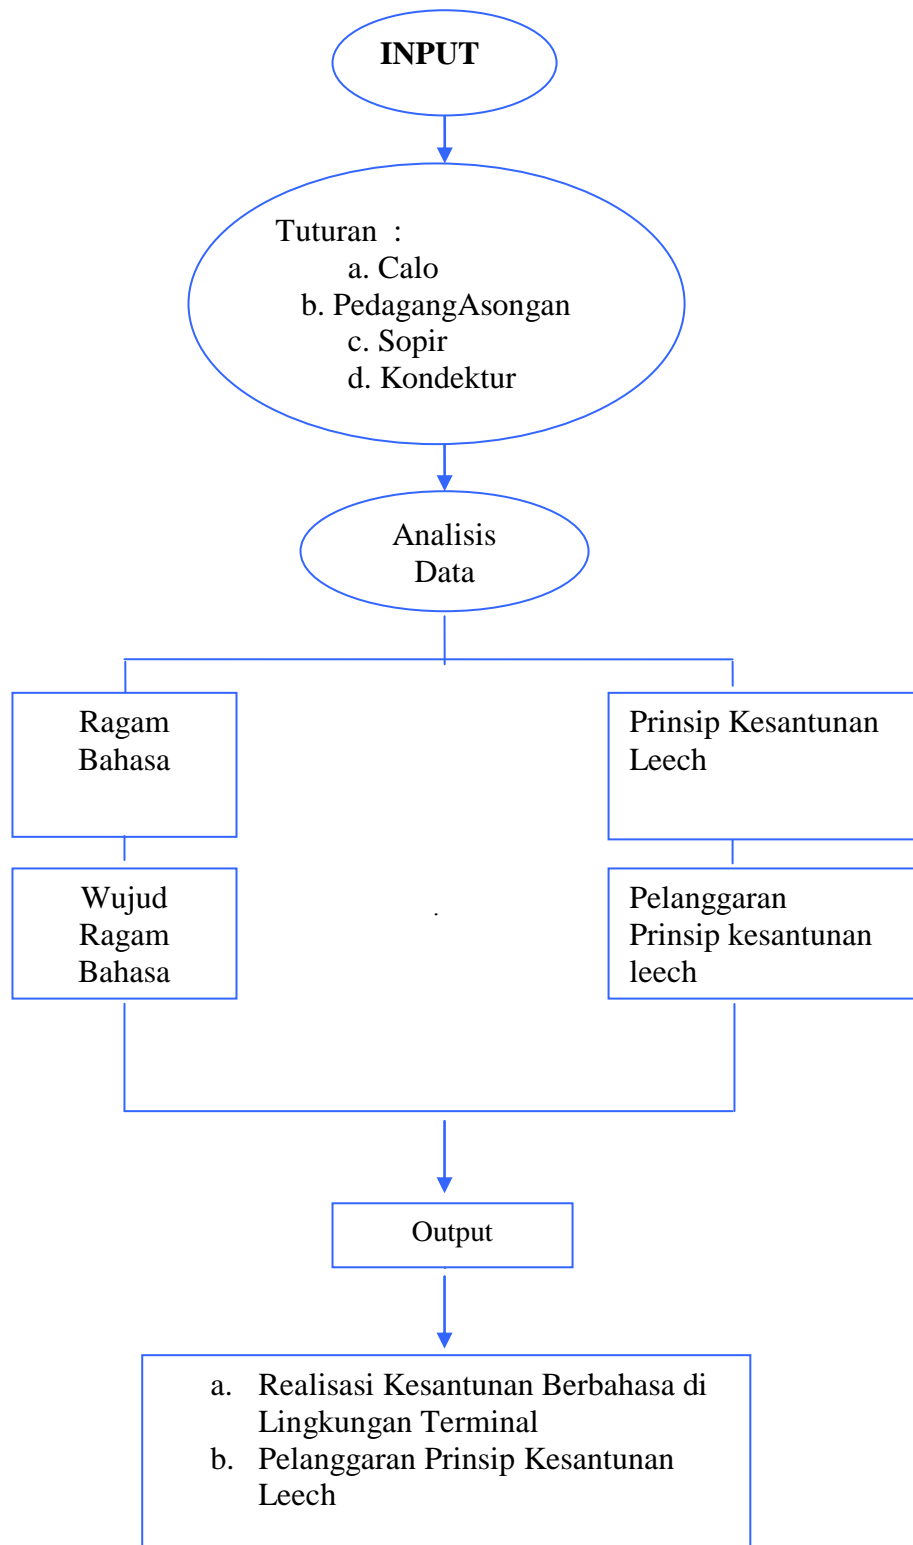 INPUT
Tuturan :
a. Calo
b. PedagangAsongan
c. Sopir
d. Kondektur
Analisis
Data
Ragam
Bahasa
Prinsip Kesantunan
Leech
Wujud
Ragam
Bahasa
Pelanggaran
Prinsip kesantunan
leech
.
Output
a. Realisasi Kesantunan Berbahasa di
Lingkungan Terminal
b. Pelanggaran Prinsip Kesantunan
Leech